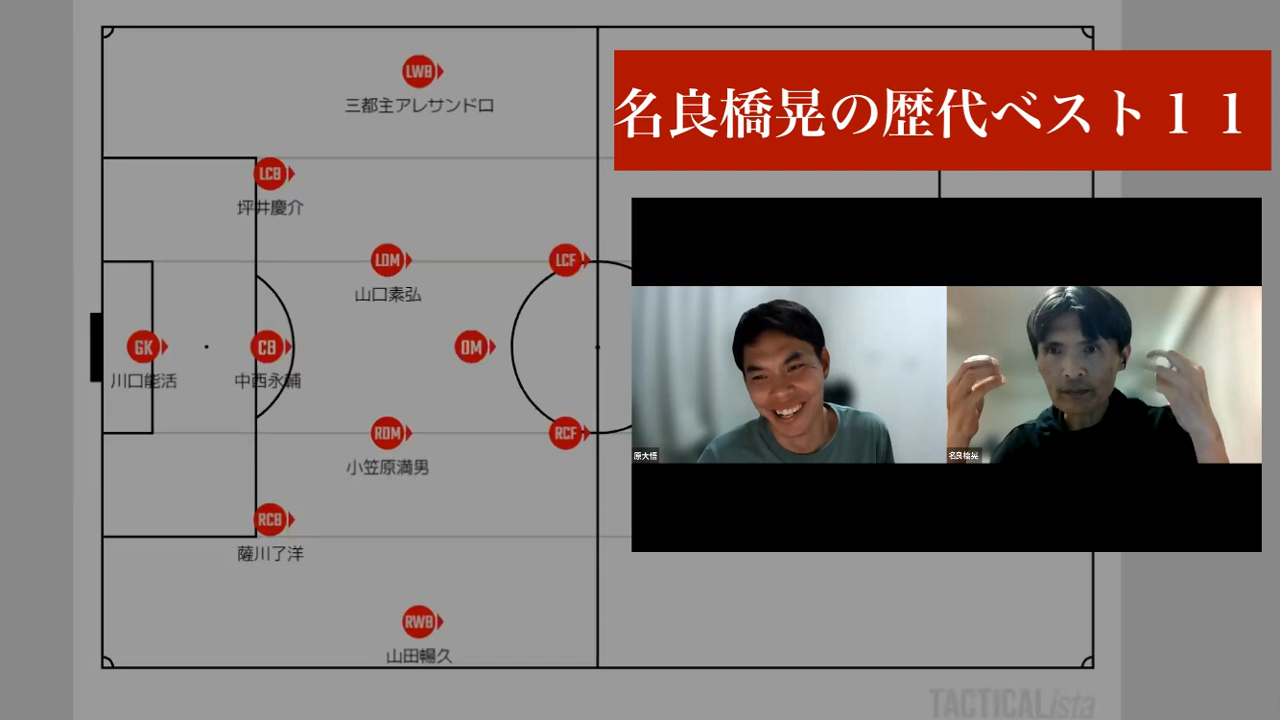 名良橋晃の歴代ベスト１１
LWB
三都主アレサンドロ
LCB
坪井慶介
LDM
山口素弘
LCF
GK
川口能活
CB
中西永輔
OM
RDM
小笠原満男
RCF
RCB
薩川了洋
RWB
山田暢久
原大悟
名良橋晃
TACTICALista